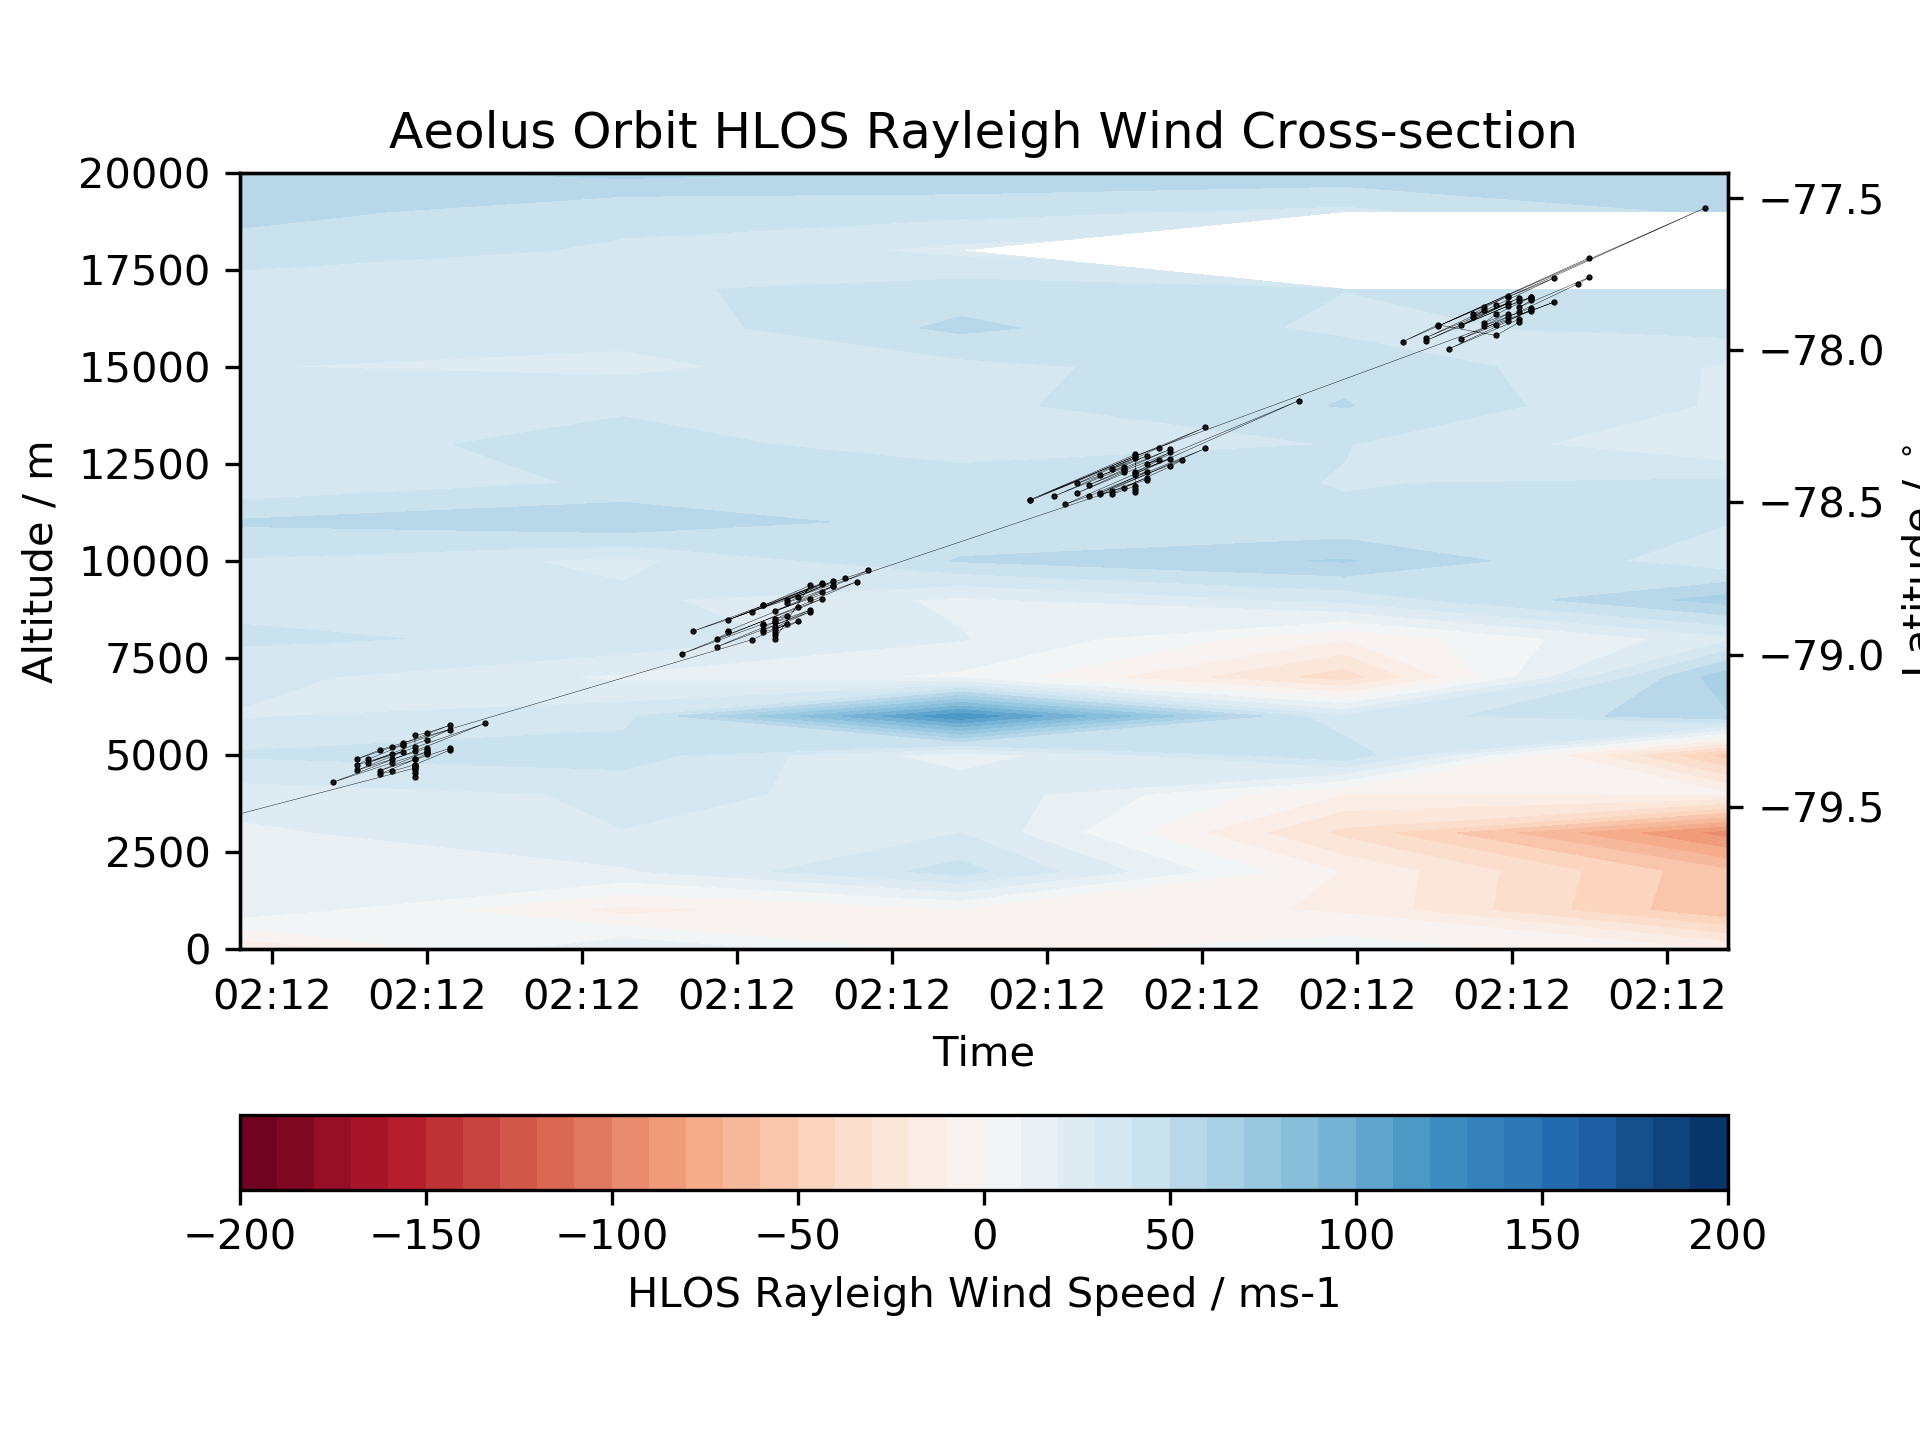 Aeolus Orbit HLOS Rayleigh Wind Cross-section
20000
17500
15000
12500
10000
7500
5000
2500
0
Altitude / m
−77.5
−78.0
−78.5
−79.0
−79.5
Latitude / °
02:12 02:12 02:12 02:12 02:12 02:12 02:12 02:12 02:12 02:12
Time
−200 −150 −100 −50 0 50 100 150 200
HLOS Rayleigh Wind Speed / ms-1